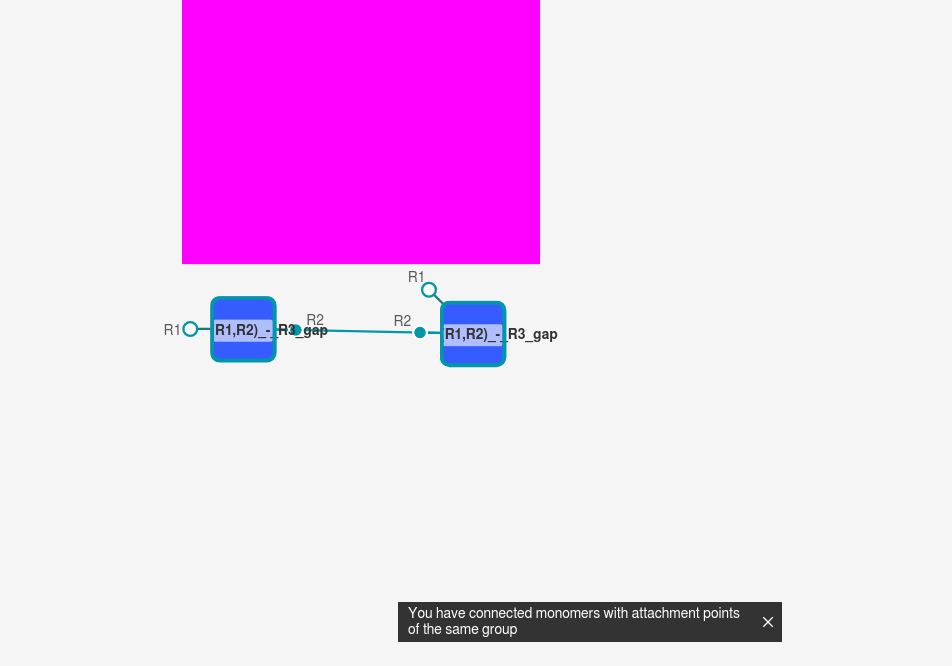 R1
R1
R2
R1,R2)_-_R3_gap
R2
R1,R2)_-_R3_gap
You have connected monomers with attachment points
of the same group